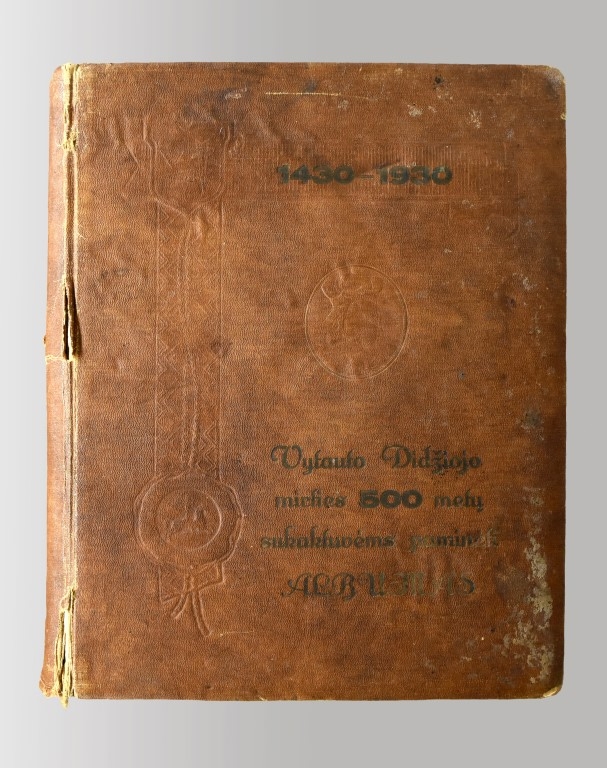 1430-1930
Vytauto Didžiojo
mirties 500 metų
sukaktuvėms paminėti
ALBUMAS